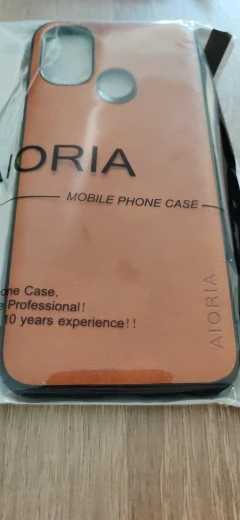 AIORIA
MOBILE PHONE CASE
one Case,
e Professional!
10 years experience!!
AIORIA